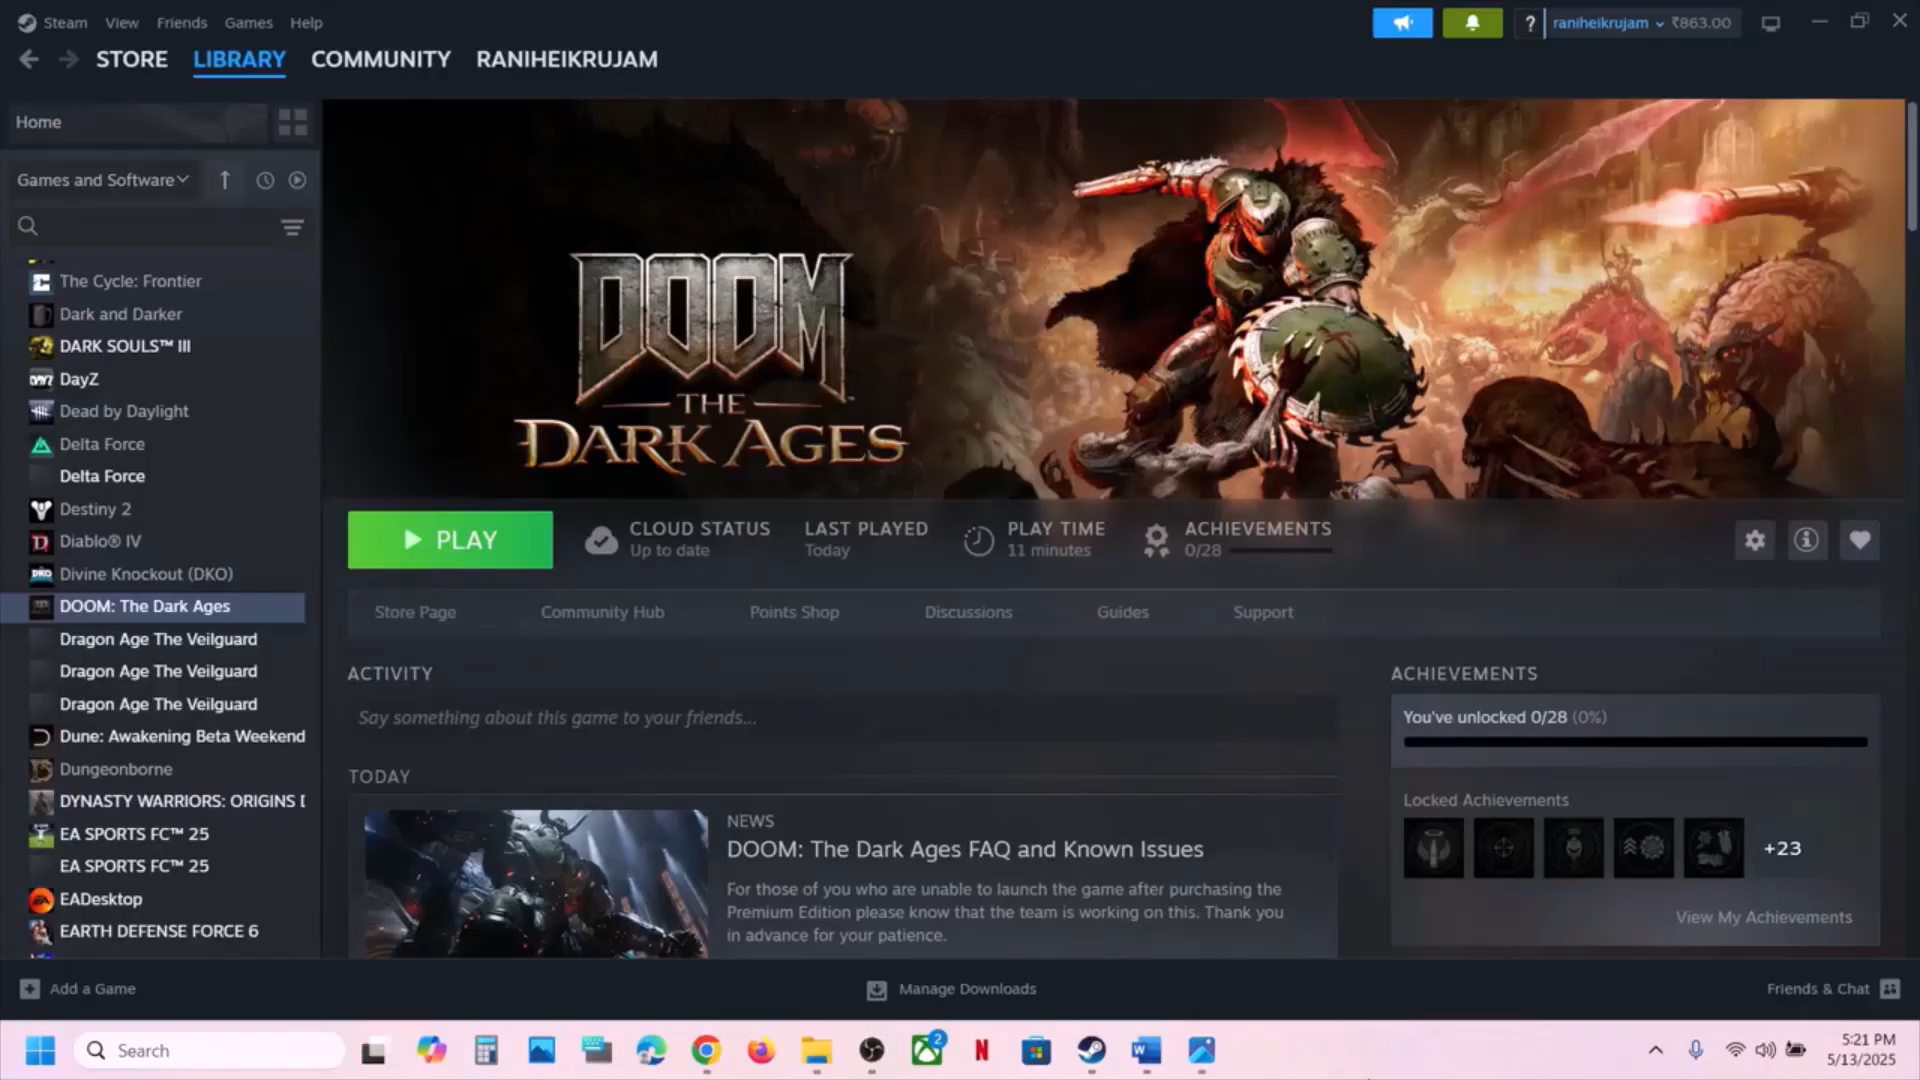 Steam View Friends Games Help
? raniheikrujam ₹863.00
STORE LIBRARY COMMUNITY RANIHEIKRUJAM
Home
Games and Software
The Cycle: Frontier
Dark and Darker
DARK SOULS™ III
DayZ
Dead by Daylight
Delta Force
Delta Force
Destiny 2
Diablo® IV
Divine Knockout (DKO)
DOOM: The Dark Ages
Dragon Age The Veilguard
Dragon Age The Veilguard
Dragon Age The Veilguard
Dune: Awakening Beta Weekend
Dungeonborne
DYNASTY WARRIORS: ORIGINS D
EA SPORTS FC™ 25
EA SPORTS FC™ 25
EADesktop
EARTH DEFENSE FORCE 6
DOOM
THE
DARK AGES
PLAY
CLOUD STATUS
Up to date
LAST PLAYED
Today
PLAY TIME
11 minutes
ACHIEVEMENTS
0/28
Store Page Community Hub Points Shop Discussions Guides Support
ACTIVITY
Say something about this game to your friends...
TODAY
NEWS
DOOM: The Dark Ages FAQ and Known Issues
For those of you who are unable to launch the game after purchasing the
Premium Edition please know that the team is working on this. Thank you
in advance for your patience.
ACHIEVEMENTS
You've unlocked 0/28 (0%)
Locked Achievements
+23
View My Achievements
Add a Game
Manage Downloads
Friends & Chat
Search
2
5:21 PM
5/13/2025